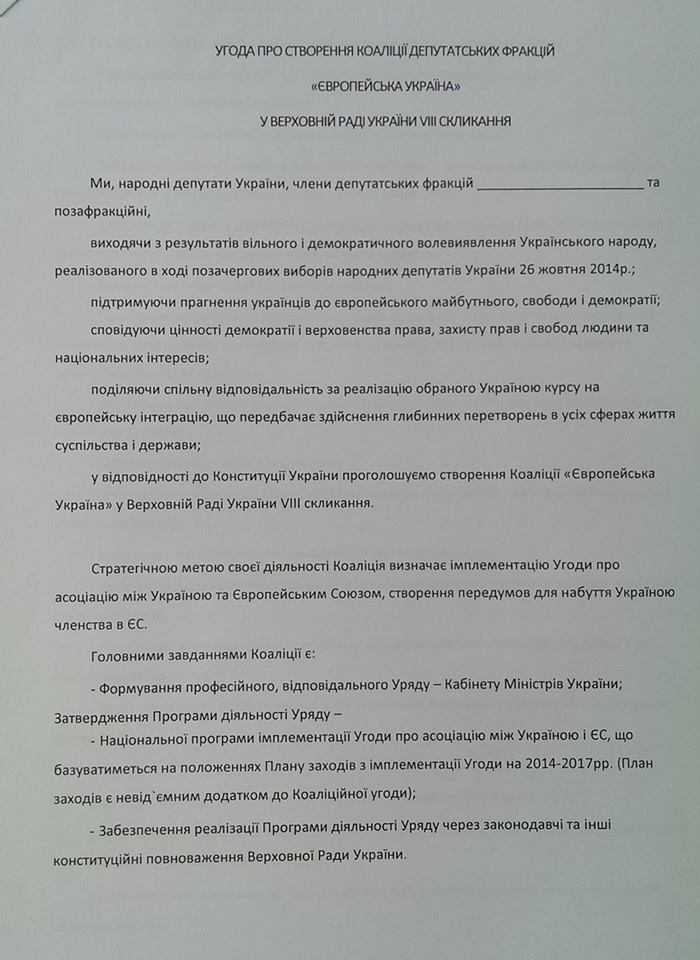 УГОДА ПРО СТВОРЕННЯ КОАЛІЦІЇ ДЕПУТАТСЬКИХ ФРАКЦІЙ
«ЄВРОПЕЙСЬКА УКРАЇНА»
У ВЕРХОВНІЙ РАДІ УКРАЇНИ VIII СКЛИКАННЯ
Ми, народні депутати України, члени депутатських фракцій ________________________ та
позафракційні,
виходячи з результатів вільного і демократичного волевиявлення Українського народу,
реалізованого в ході позачергових виборів народних депутатів України 26 жовтня 2014р.;
підтримуючи прагнення українців до європейського майбутнього, свободи і демократії;
сповідуючи цінності демократії і верховенства права, захисту прав і свобод людини та
національних інтересів;
поділяючи спільну відповідальність за реалізацію обраного Україною курсу на
європейську інтеграцію, що передбачає здійснення глибинних перетворень в усіх сферах життя
суспільства і держави;
у відповідності до Конституції України проголошуємо створення Коаліції «Європейська
Україна» у Верховній Раді України VIII скликання.
Стратегічною метою своєї діяльності Коаліція визначає імплементацію Угоди про
асоціацію між Україною та Європейським Союзом, створення передумов для набуття Україною
членства в ЄС.
Головними завданнями Коаліції є:
- Формування професійного, відповідального Уряду – Кабінету Міністрів України;
Затвердження Програми діяльності Уряду –
- Національної програми імплементації Угоди про асоціацію між Україною і ЄС, що
базуватиметься на положеннях Плану заходів з імплементації Угоди на 2014-2017рр. (План
заходів є невід`ємним додатком до Коаліційної угоди);
- Забезпечення реалізації Програми діяльності Уряду через законодавчі та інші
конституційні повноваження Верховної Ради України.